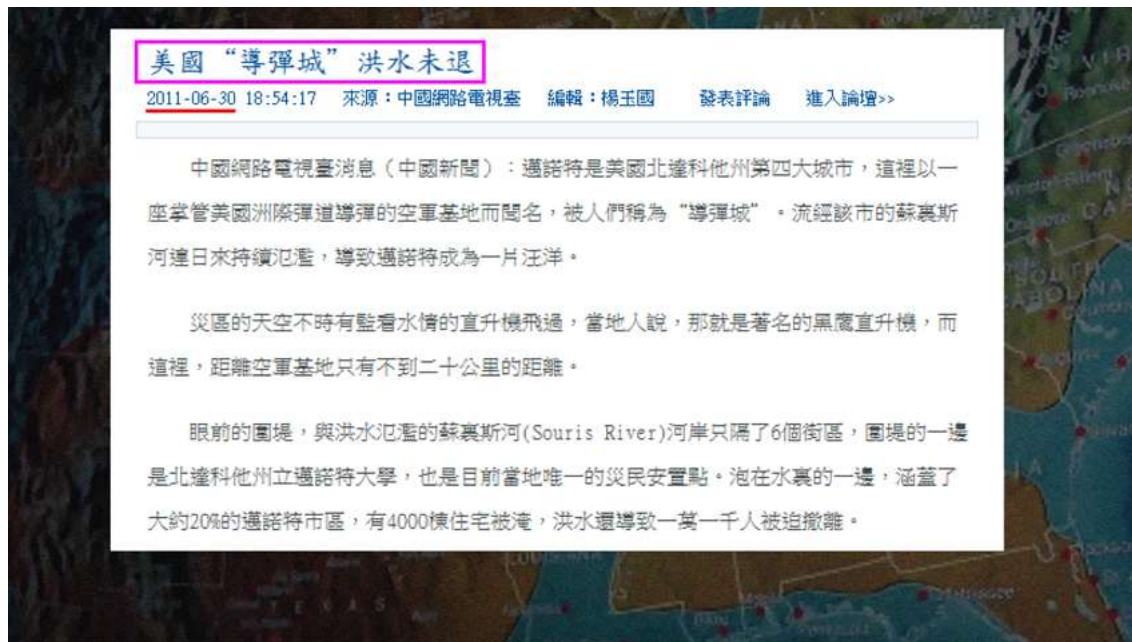 美國“導彈城”洪水未退
2011-06-30 18:54:17 來源:中國網路電視臺 編輯:楊玉國 發表評論 進入論壇>>
中國網路電視臺消息(中國新聞):邁諾特是美國北達科他州第四大城市,這裡以一
座掌管美國洲際彈道導彈的空軍基地而聞名,被人們稱為“導彈城”。流經該市的蘇裏斯
河連日來持續氾濫,導致邁諾特成為一片汪洋。
災區的天空不時有監看水情的直升機飛過,當地人說,那就是著名的黑鷹直升機,而
這裡,距離空軍基地只有不到二十公里的距離。
眼前的圍堤,與洪水氾濫的蘇裏斯河(Souris River)河岸只隔了6個街區,圍堤的一邊
是北達科他州立邁諾特大學,也是目前當地唯一的災民安置點。泡在水裏的一邊,涵蓋了
大約20%的邁諾特市區,有4000棟住宅被淹,洪水還導致一萬一千人被迫撤離。
TEXAS